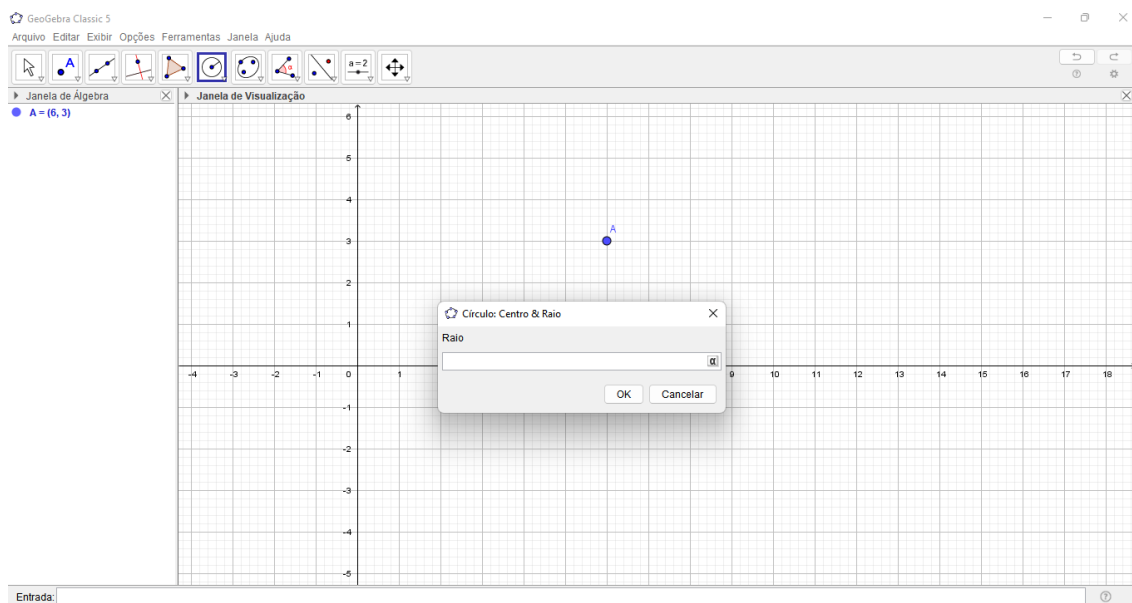 GeoGebra Classic 5
Arquivo Editar Exibir Opções Ferramentas Janela Ajuda
A
α
a=2
Janela de Álgebra
Janela de Visualização
A = (6, 3)
6
5
4
3
2
1
A
Círculo: Centro & Raio
Raio
α
OK
Cancelar
-4 -3 -2 -1 0 1 9 10 11 12 13 14 15 16 17 18
-1
-2
-3
-4
-5
Entrada: